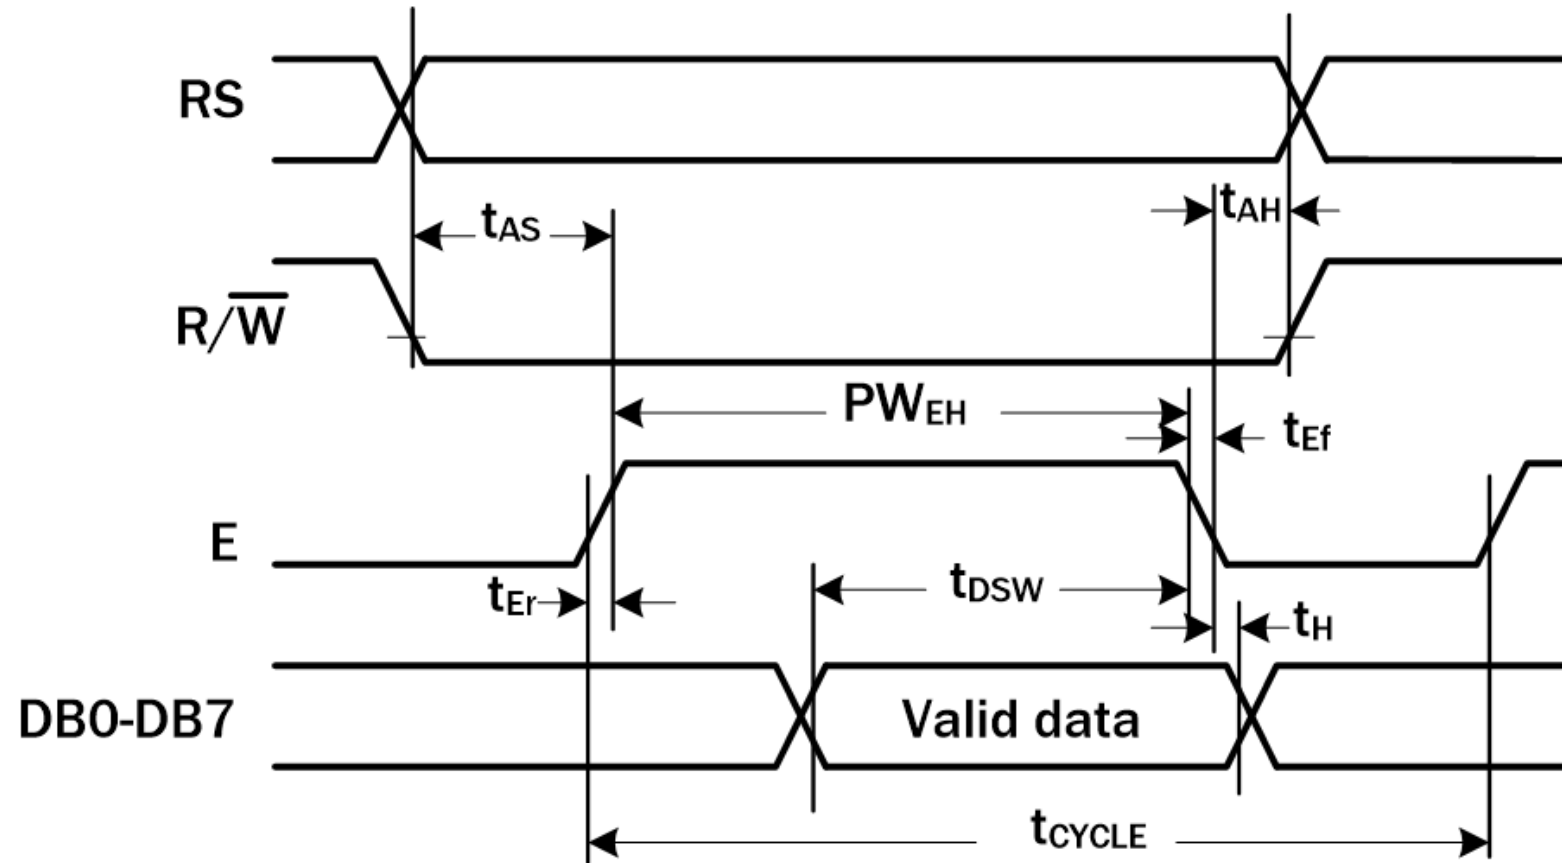 RS
tAH
tAS
R/W̅
PWEH
tEf
E
tDSW
tEr
tH
DB0-DB7
Valid data
tCYCLE